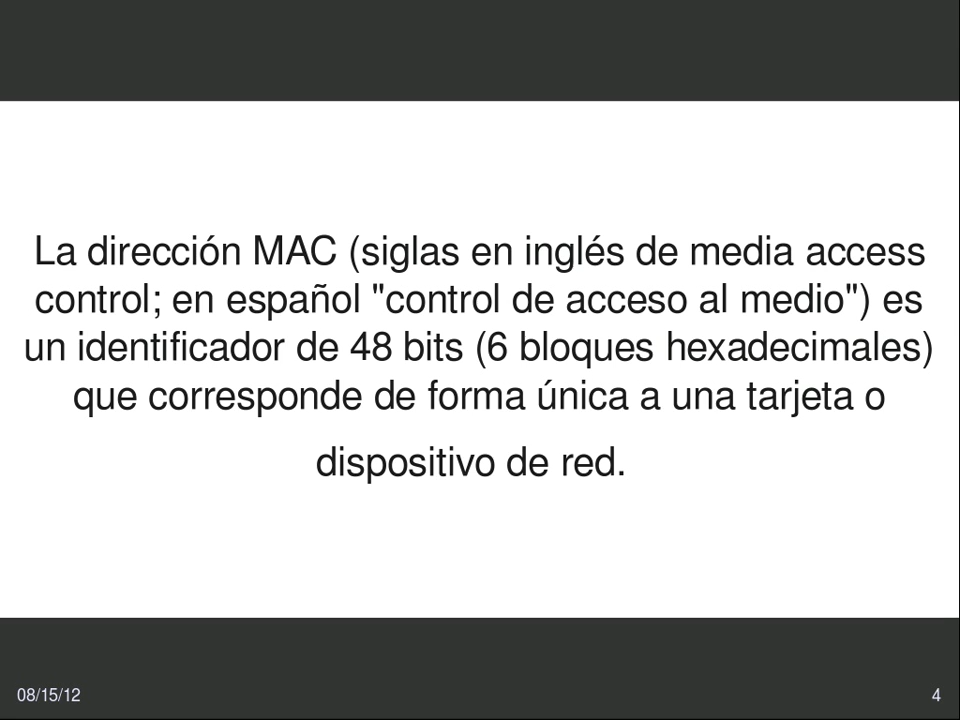 La dirección MAC (siglas en inglés de media access
control; en español "control de acceso al medio") es
un identificador de 48 bits (6 bloques hexadecimales)
que corresponde de forma única a una tarjeta o
dispositivo de red.
08/15/12
4